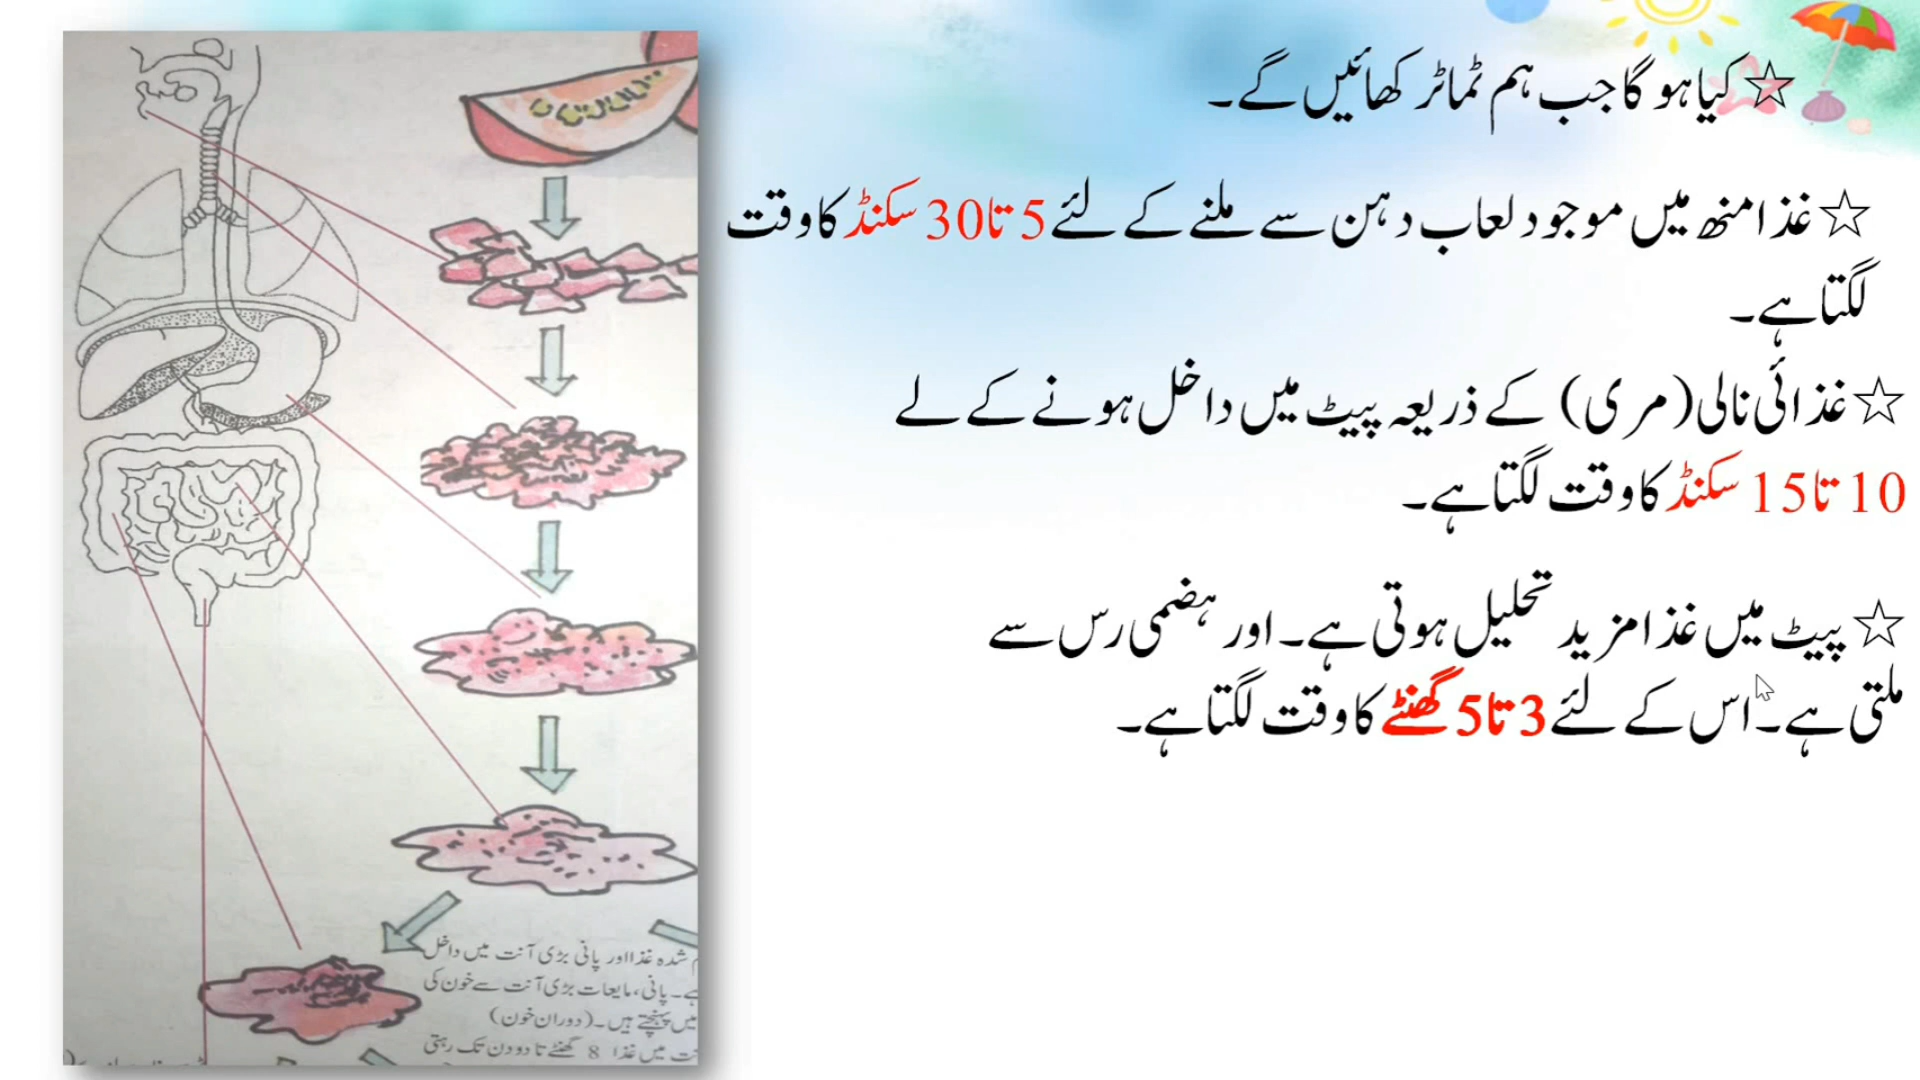 ☆کیا ہو گا جب ہم ٹماٹر کھائیں گے۔
☆غذا منھ میں موجود لعاب دہن سے ملنے کے لئے 5 تا 30 سکنڈ کا وقت
لگتا ہے۔
☆غذائی نالی (مری) کے ذریعہ پیٹ میں داخل ہونے کے لے
10 تا 15 سکنڈ کا وقت لگتا ہے۔
☆ پیٹ میں غذا مزید تحلیل ہوتی ہے۔ اور ہضمی رس سے
ملتی ہے۔ اس کے لئے 3 تا 5 گھنٹے کا وقت لگتا ہے۔
شدہ غذا اور پانی بڑی آنت میں داخل
ہے۔ پانی، مایعات بڑی آنت سے خون کی
میں پہنچتے ہیں۔ (دوران خون)
میں غذا 8 گھنٹے تا دو دن تک رہتی